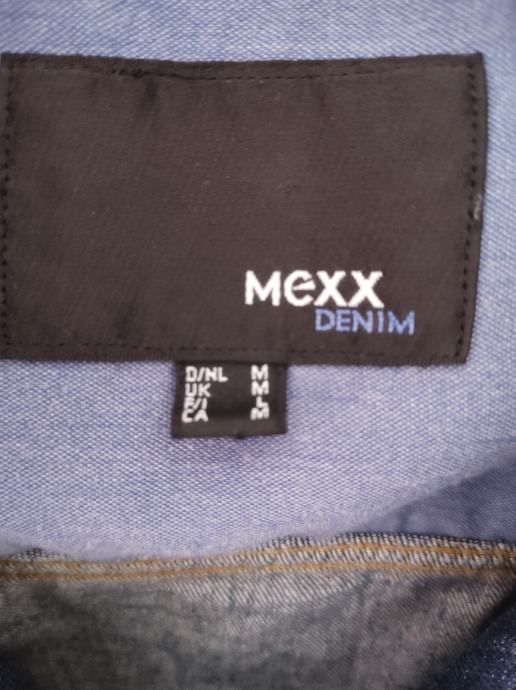 Mexx
DENIM
D/NL M
UK M
F/I L
CA M